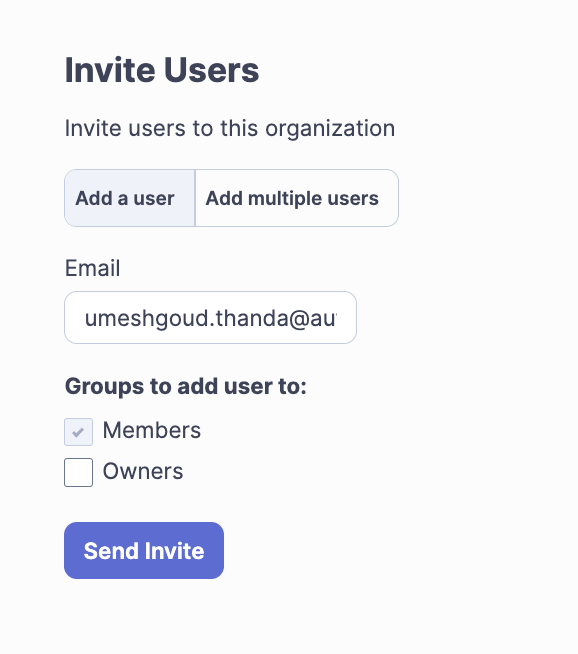 Invite Users
Invite users to this organization
Add a user Add multiple users
Email
umeshgoud.thanda@au
Groups to add user to:
Members
Owners
Send Invite